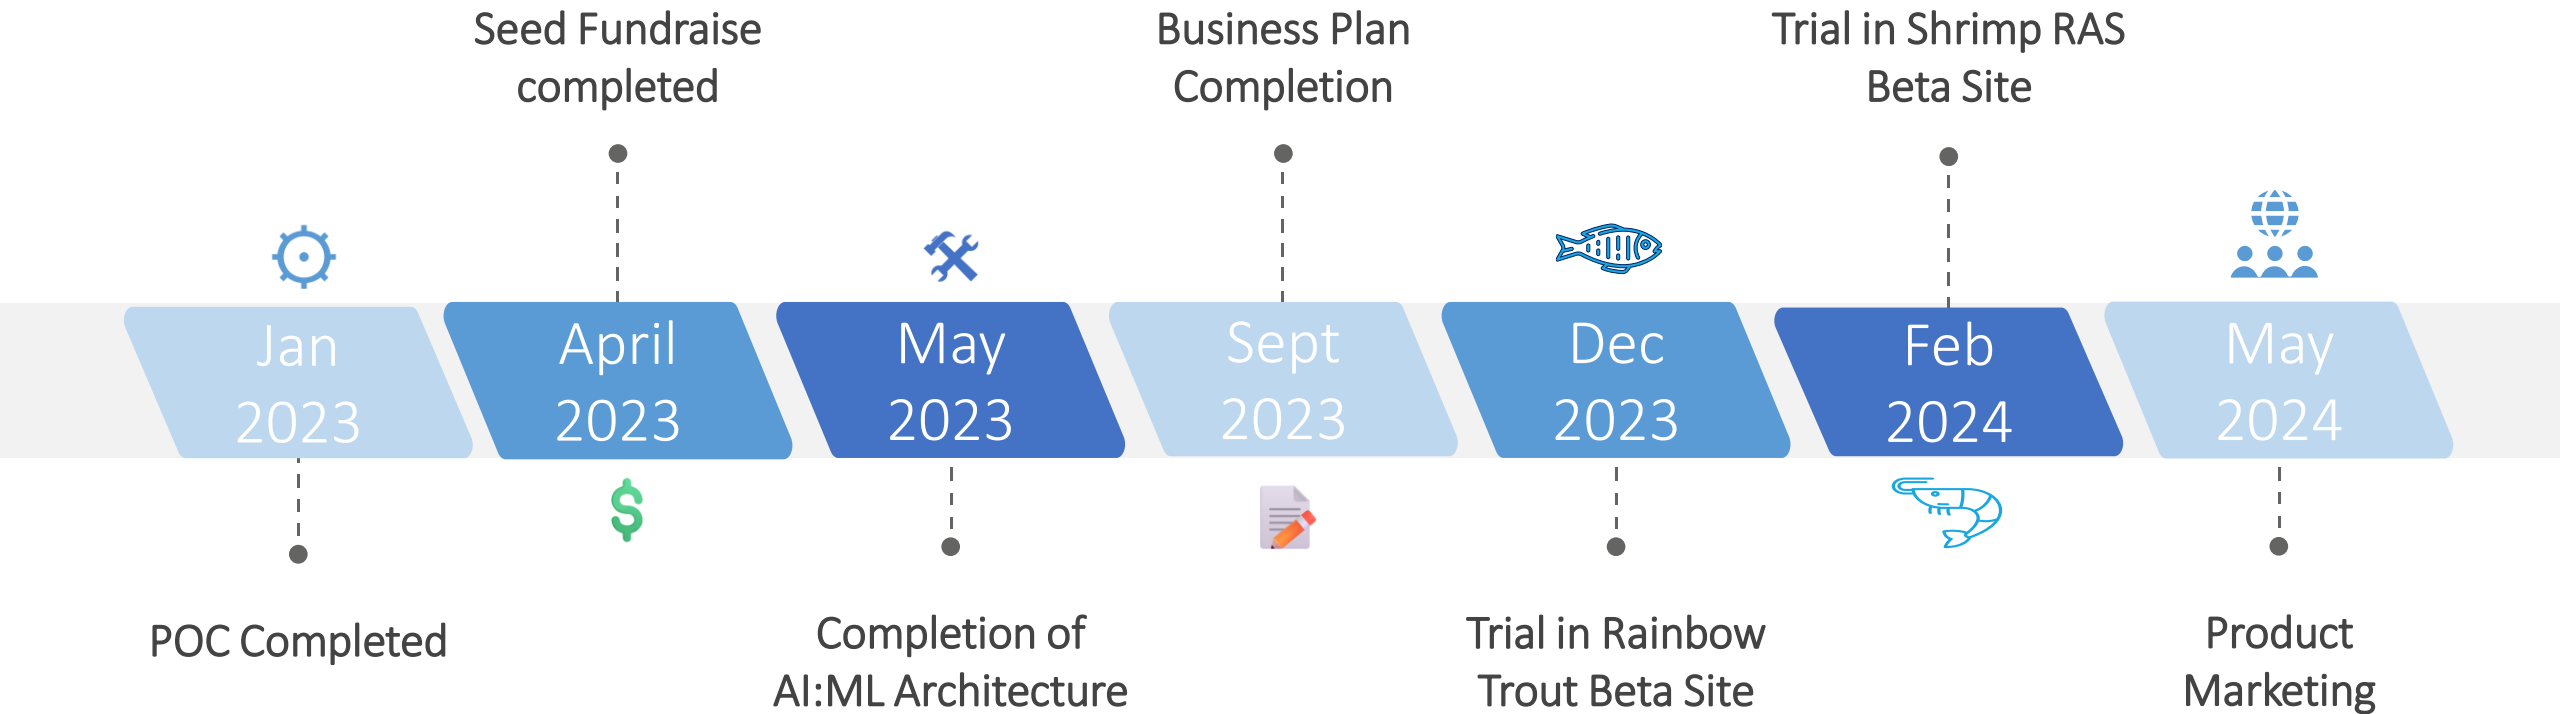 Seed Fundraise
completed
Business Plan
Completion
Trial in Shrimp RAS
Beta Site
Jan
2023
April
2023
May
2023
Sept
2023
Dec
2023
Feb
2024
May
2024
POC Completed
Completion of
AI:ML Architecture
Trial in Rainbow
Trout Beta Site
Product
Marketing